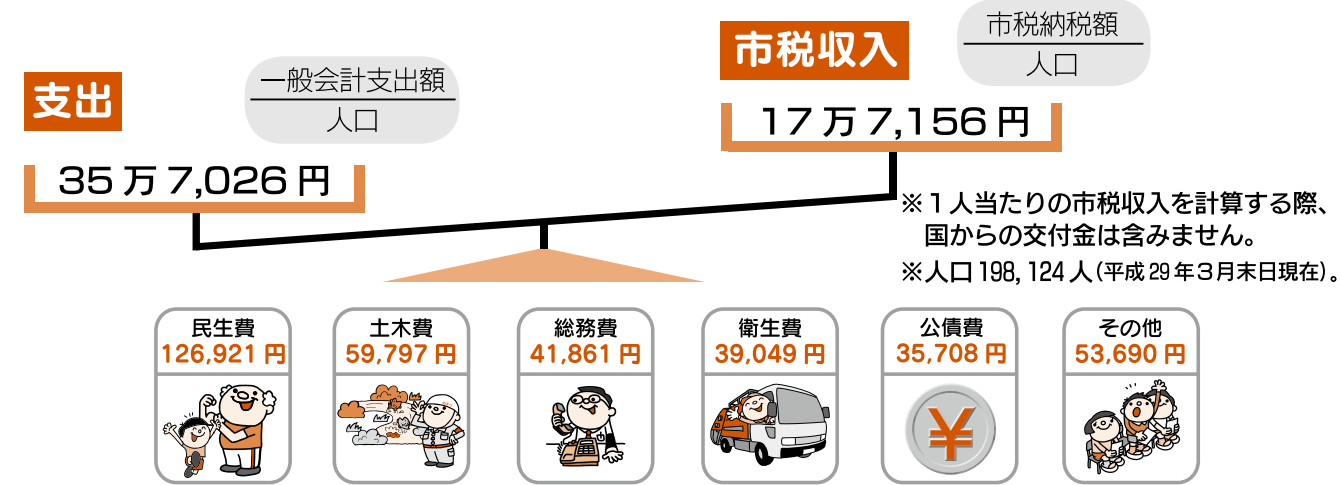 支出
一般会計支出額
人口
35万7,026円
市税収入
市税納税額
人口
17万7,156円
※1人当たりの市税収入を計算する際、
国からの交付金は含みません。
※人口198,124人(平成29年3月末日現在)。
民生費
126,921円
土木費
59,797円
総務費
41,861円
衛生費
39,049円
公債費
35,708円
¥
その他
53,690円